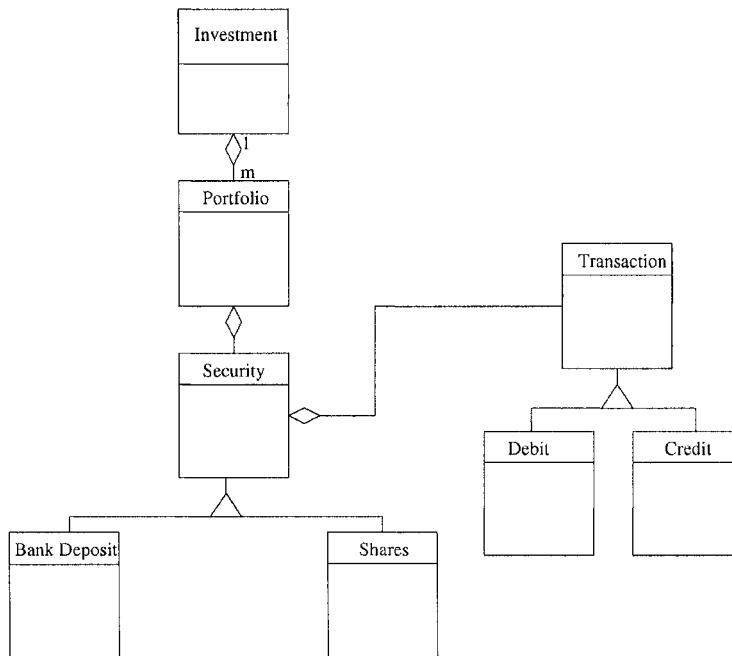 Investment
1
m
Portfolio
Transaction
Security
Debit
Credit
Bank Deposit
Shares